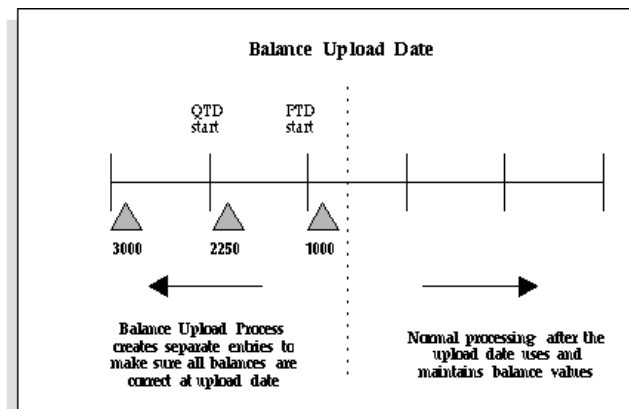 Balance Upload Date
QTD
start
PTD
start
3000
2250
1000
Balance Upload Process
creates separate entries to
make sure all balances are
correct at upload date
Normal processing after the
upload date uses and
maintains balance values